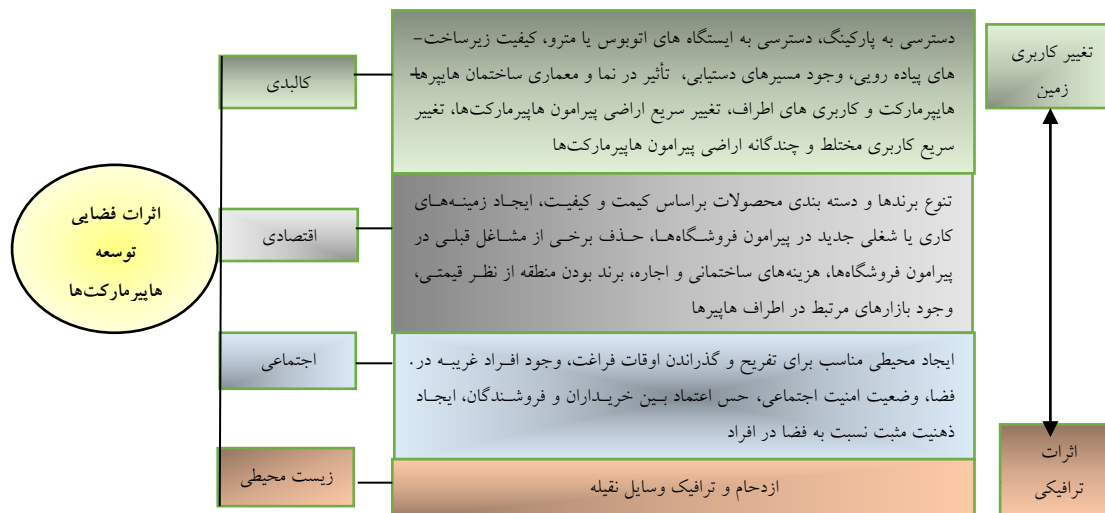 تغییر کاربری
زمین
دسترسی به پارکینگ، دسترسی به ایستگاه های اتوبوس یا مترو، کیفیت زیرساخت-
های پیاده رویی، وجود مسیرهای دستیابی، تأثیر در نما و معماری ساختمان هایپرها-
هایپرمارکت و کاربری های اطراف، تغییر سریع اراضی پیرامون هاپیرمارکت‌ها، تغییر
سریع کاربری مختلط و چندگانه اراضی پیرامون هاپیرمارکت‌ها
کالبدی
تنوع برندها و دسته بندی محصولات براساس کیمت و کیفیت، ایجاد زمینه‌های
کاری یا شغلی جدید در پیرامون فروشگاه‌ها، حذف برخی از مشاغل قبلی در
پیرامون فروشگاه‌ها، هزینه‌های ساختمانی و اجاره، برند بودن منطقه از نظر قیمتی،
وجود بازارهای مرتبط در اطراف هاپیرها
اقتصادی
اثرات فضایی
توسعه
هاپیرمارکت‌ها
ایجاد محیطی مناسب برای تفریح و گذراندن اوقات فراغت، وجود افراد غریبه در.
فضا، وضعیت امنیت اجتماعی، حس اعتماد بین خریداران و فروشندگان، ایجاد
ذهنیت مثبت نسبت به فضا در افراد
اجتماعی
اثرات
ترافیکی
ازدحام و ترافیک وسایل نقیله
زیست محیطی